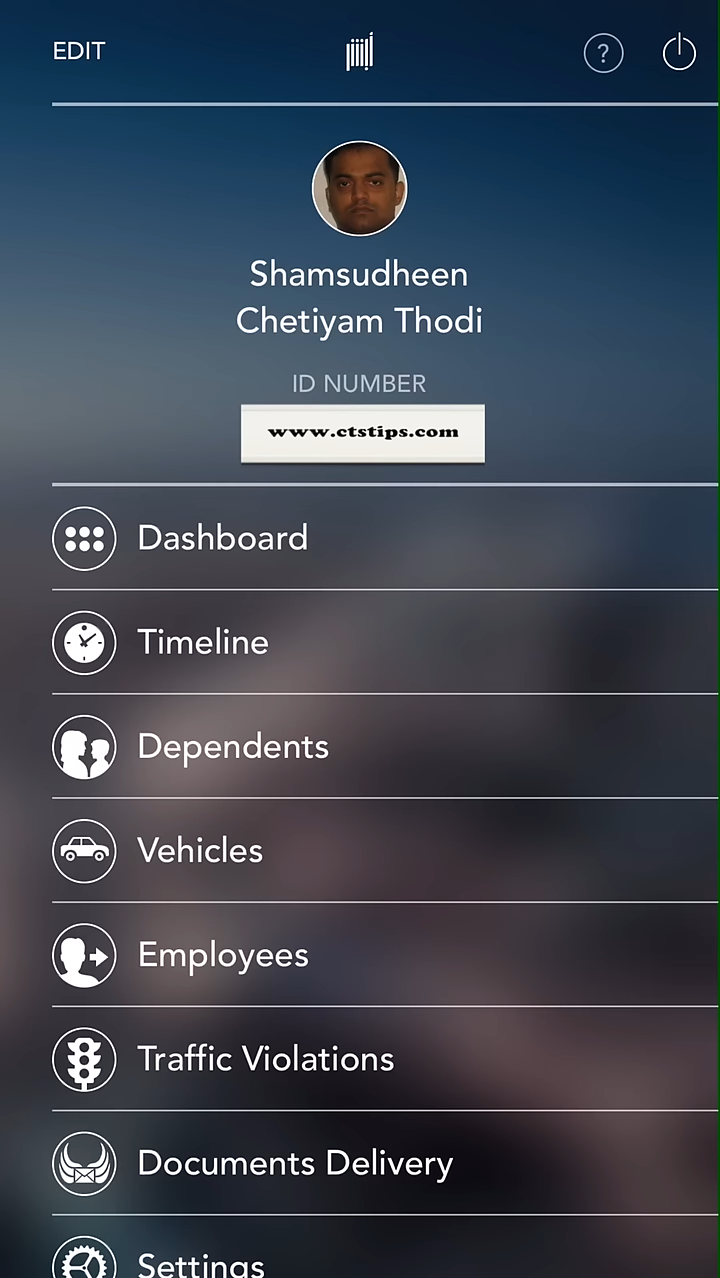 EDIT
?
Shamsudheen
Chetiyam Thodi
ID NUMBER
www.ctstips.com
Dashboard
Timeline
Dependents
Vehicles
Employees
Traffic Violations
Documents Delivery
Settings